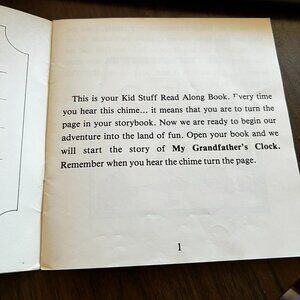 This is your Kid Stuff Read Along Book. Every time
you hear this chime... it means that you are to turn the
page in your storybook. Now we are ready to begin our
adventure into the land of fun. Open your book and we
will start the story of My Grandfather's Clock.
Remember when you hear the chime turn the page.
1